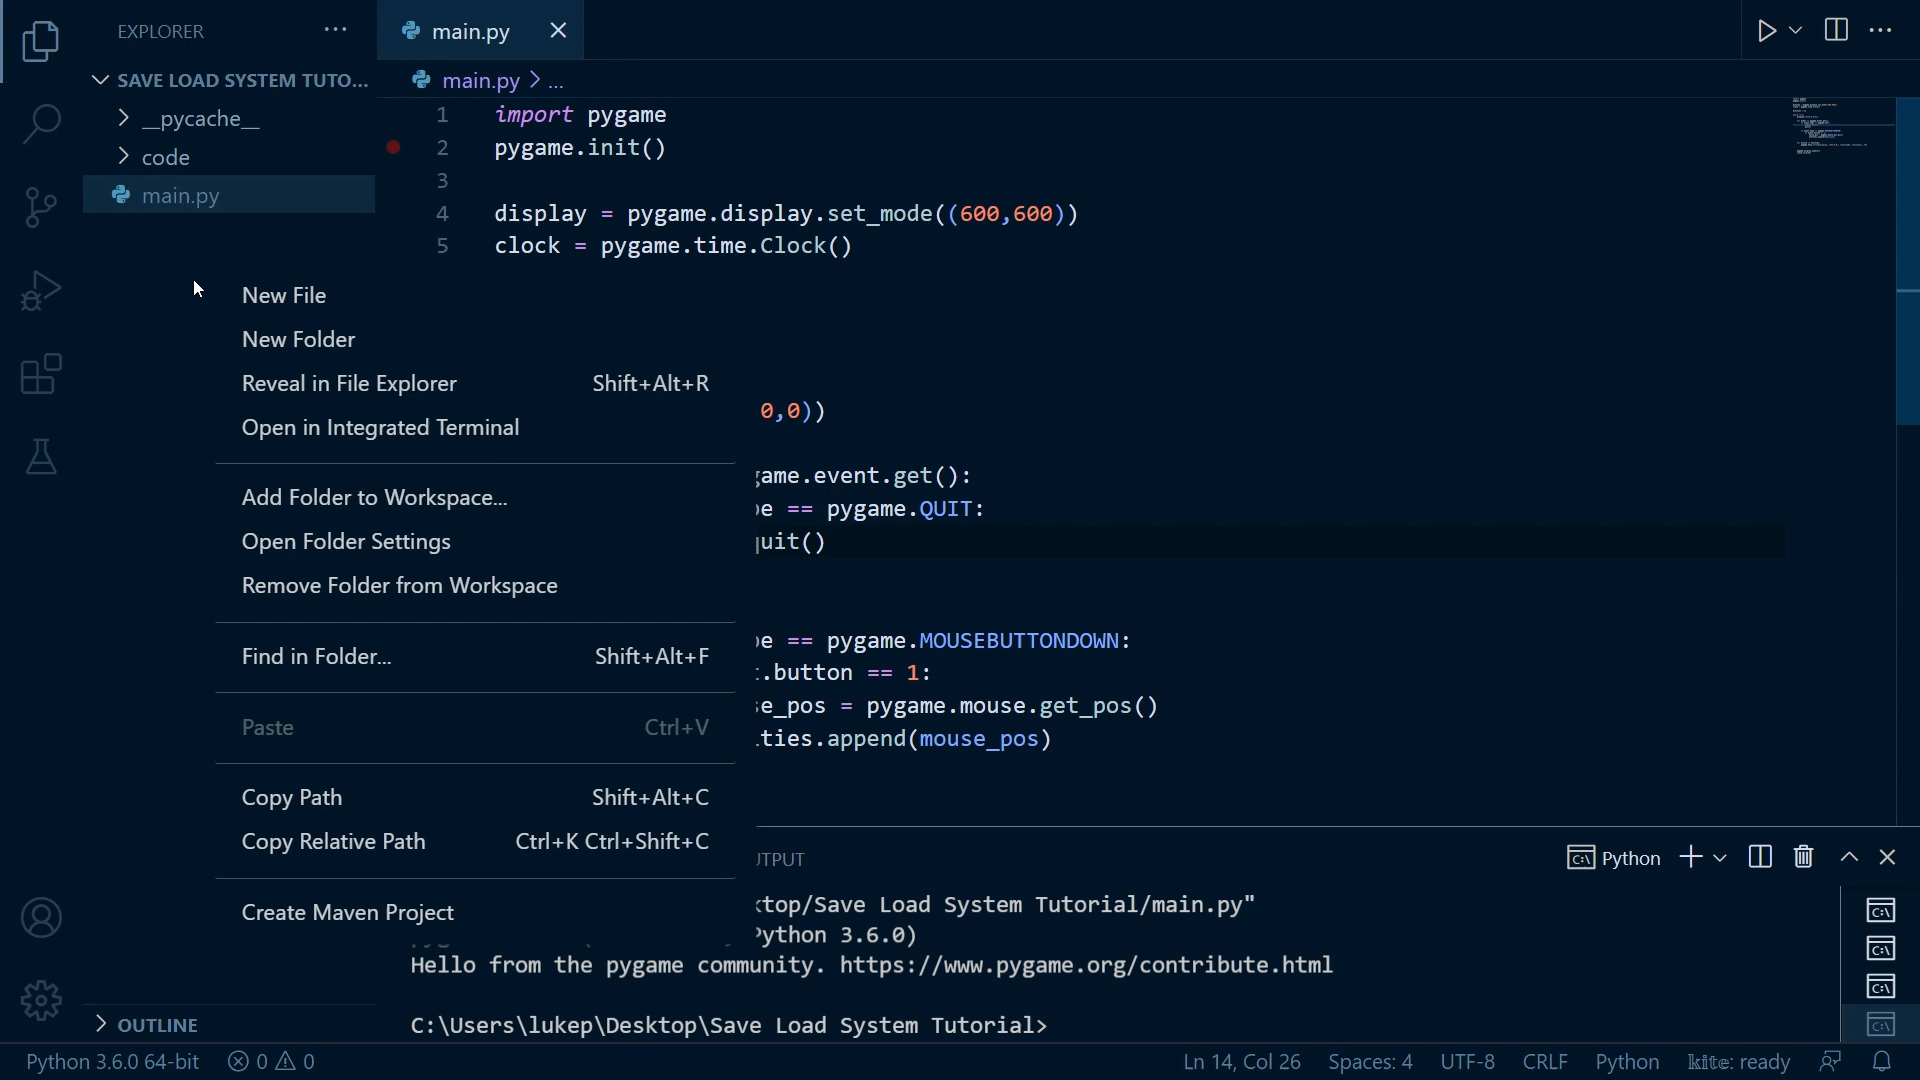 EXPLORER
SAVE LOAD SYSTEM TUTO...
__pycache__
code
main.py
main.py
main.py > ...
1 import pygame
2 pygame.init()
3
4 display = pygame.display.set_mode((600,600))
5 clock = pygame.time.Clock()
0,0))
ame.event.get():
e == pygame.QUIT:
uit()
e == pygame.MOUSEBUTTONDOWN:
.button == 1:
e_pos = pygame.mouse.get_pos()
ties.append(mouse_pos)
New File
New Folder
Reveal in File Explorer Shift+Alt+R
Open in Integrated Terminal
Add Folder to Workspace...
Open Folder Settings
Remove Folder from Workspace
Find in Folder... Shift+Alt+F
Paste Ctrl+V
Copy Path Shift+Alt+C
Copy Relative Path Ctrl+K Ctrl+Shift+C
Create Maven Project
TPUT
Python
top/Save Load System Tutorial/main.py"
ython 3.6.0)
Hello from the pygame community. https://www.pygame.org/contribute.html
C:\Users\lukep\Desktop\Save Load System Tutorial>
OUTLINE
Python 3.6.0 64-bit 0 0 Ln 14, Col 26 Spaces: 4 UTF-8 CRLF Python kite: ready